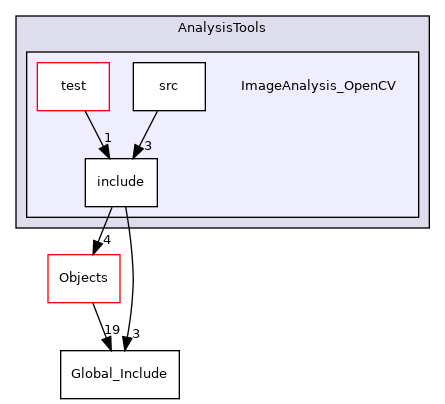 AnalysisTools
test
src
ImageAnalysis_OpenCV
1
3
include
4
Objects
19
3
Global_Include